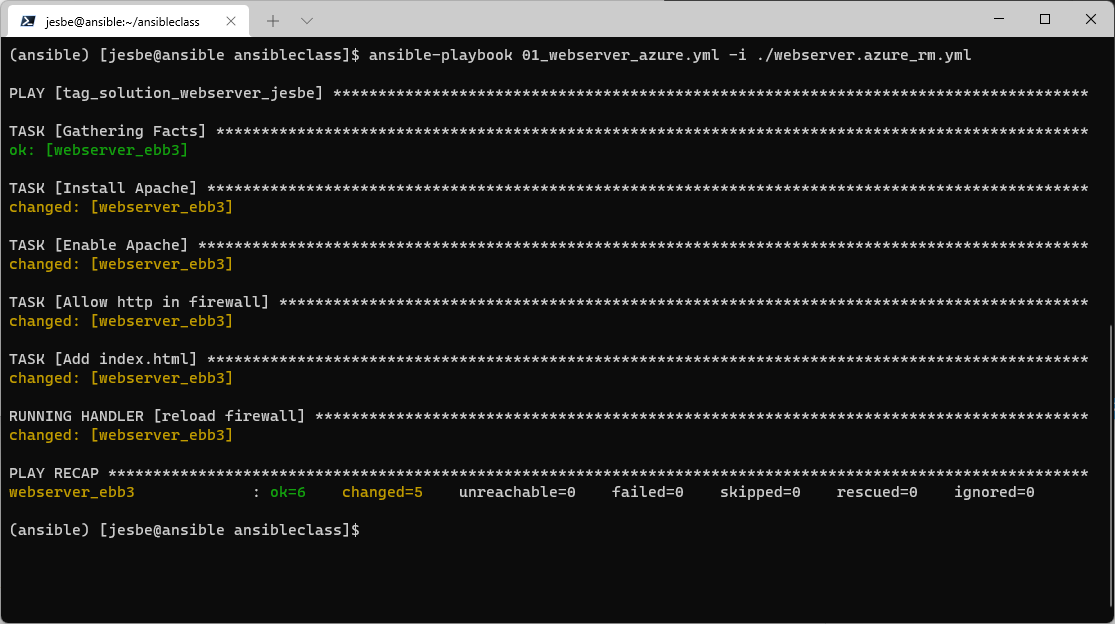 jesbe@ansible:~/ansibleclass
(ansible) [jesbe@ansible ansibleclass]$ ansible-playbook 01_webserver_azure.yml -i ./webserver.azure_rm.yml
PLAY [tag_solution_webserver_jesbe] ************************************************************************************
TASK [Gathering Facts] *************************************************************************************************
ok: [webserver_ebb3]
TASK [Install Apache] **************************************************************************************************
changed: [webserver_ebb3]
TASK [Enable Apache] ***************************************************************************************************
changed: [webserver_ebb3]
TASK [Allow http in firewall] ******************************************************************************************
changed: [webserver_ebb3]
TASK [Add index.html] **************************************************************************************************
changed: [webserver_ebb3]
RUNNING HANDLER [reload firewall] **************************************************************************************
changed: [webserver_ebb3]
PLAY RECAP *************************************************************************************************************
webserver_ebb3             : ok=6    changed=5    unreachable=0    failed=0    skipped=0    rescued=0    ignored=0
(ansible) [jesbe@ansible ansibleclass]$